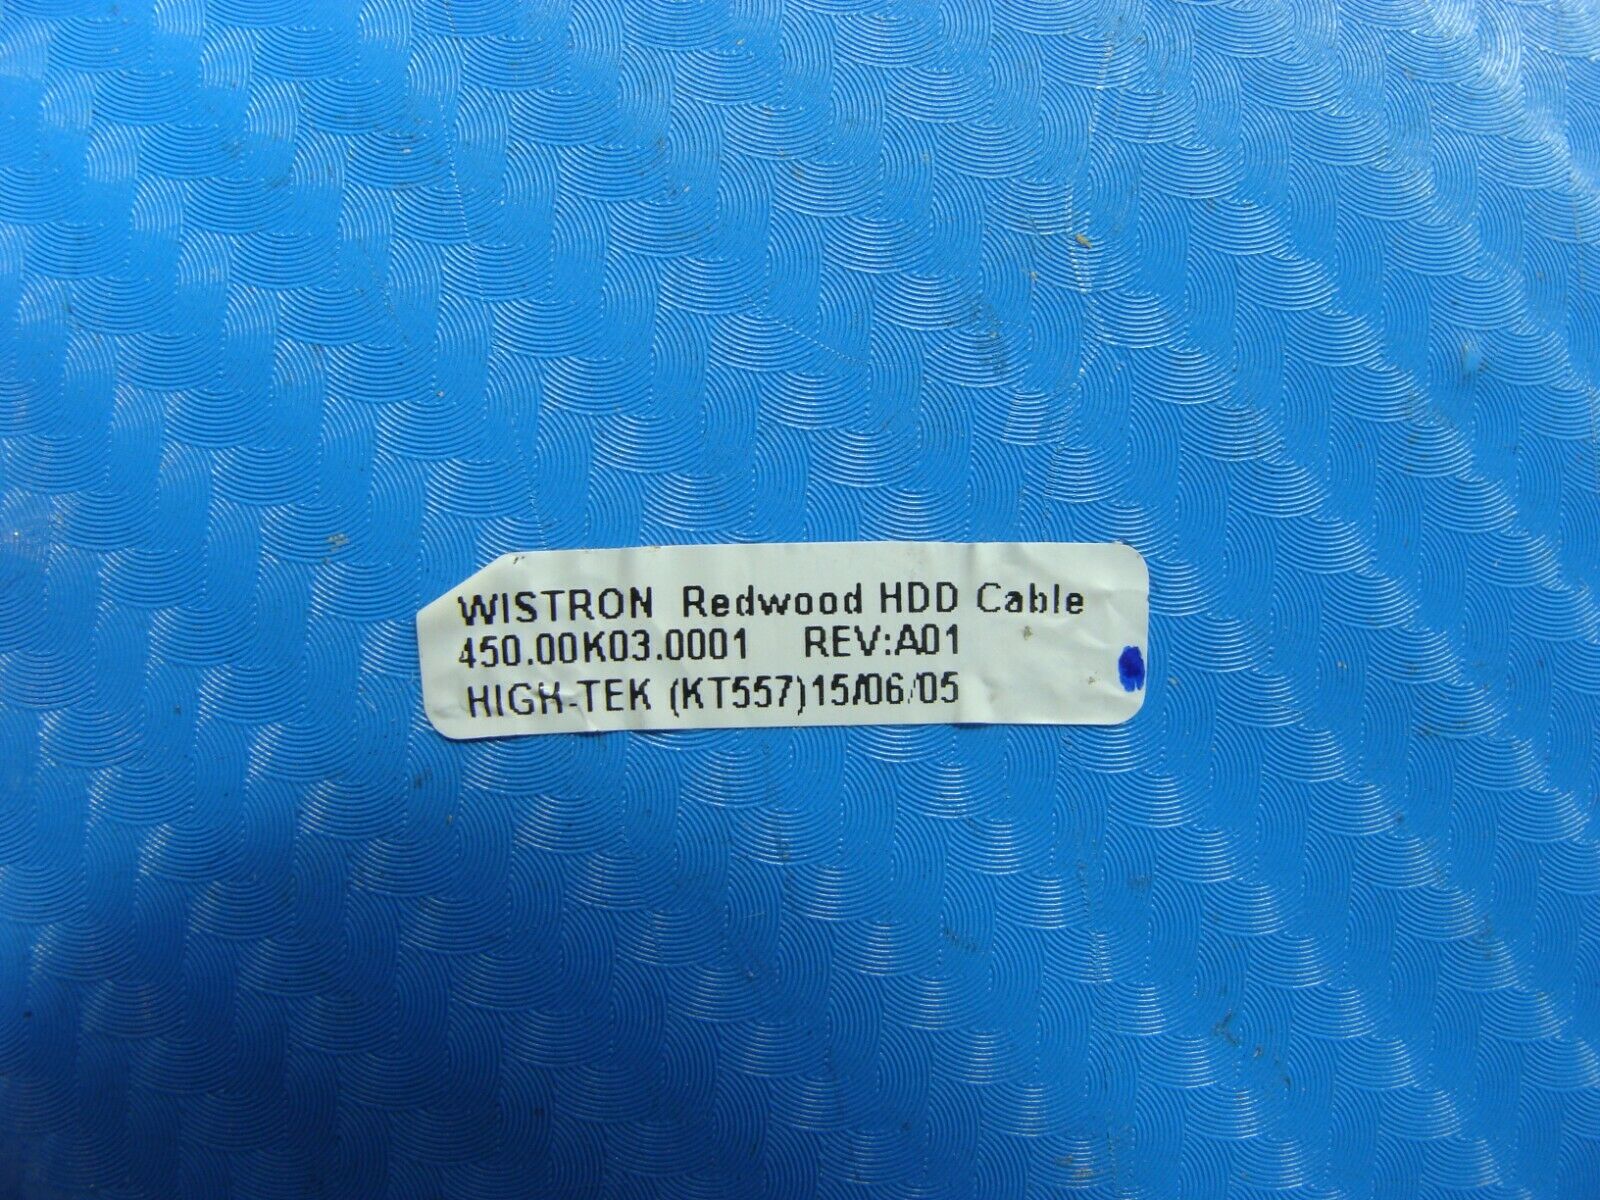 WISTRON Redwood HDD Cable
450.00K03.0001 REV:A01
HIGH-TEK (KT557)15/06/05